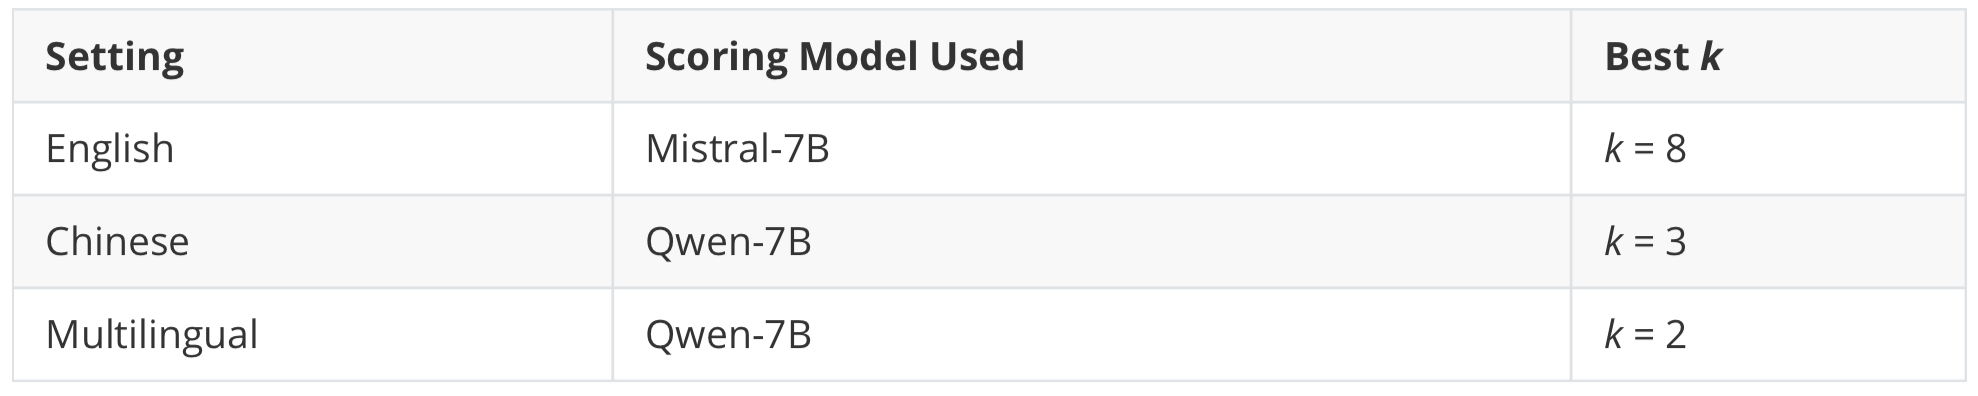 Setting Scoring Model Used Best k
English Mistral-7B k = 8
Chinese Qwen-7B k = 3
Multilingual Qwen-7B k = 2